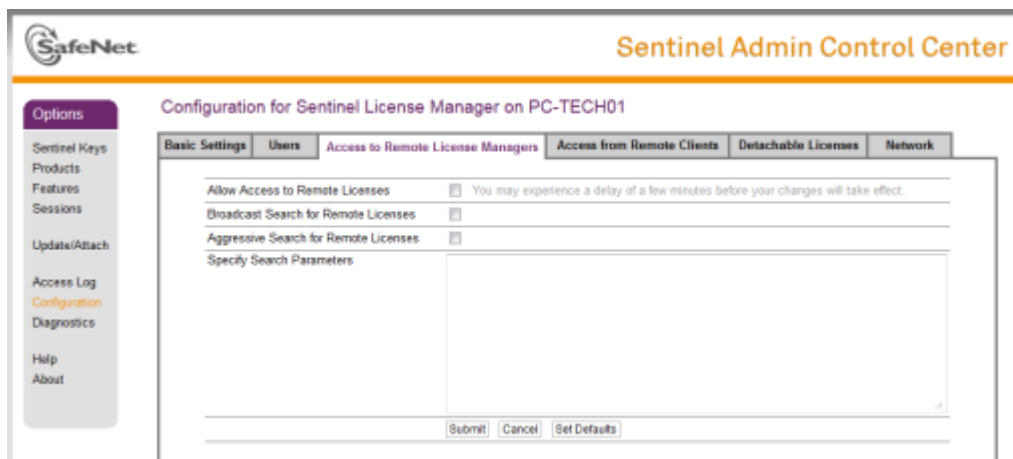 SafeNet.
Sentinel Admin Control Center
Options
Sentinel Keys
Products
Features
Sessions
Update/Attach
Access Log
Configuration
Diagnostics
Help
About
Configuration for Sentinel License Manager on PC-TECH01
Basic Settings Users Access to Remote License Managers Access from Remote Clients Detachable Licenses Network
Allow Access to Remote Licenses You may experience a delay of a few minutes before your changes will take effect.
Broadcast Search for Remote Licenses
Aggressive Search for Remote Licenses
Specify Search Parameters
Submit Cancel Set Defaults